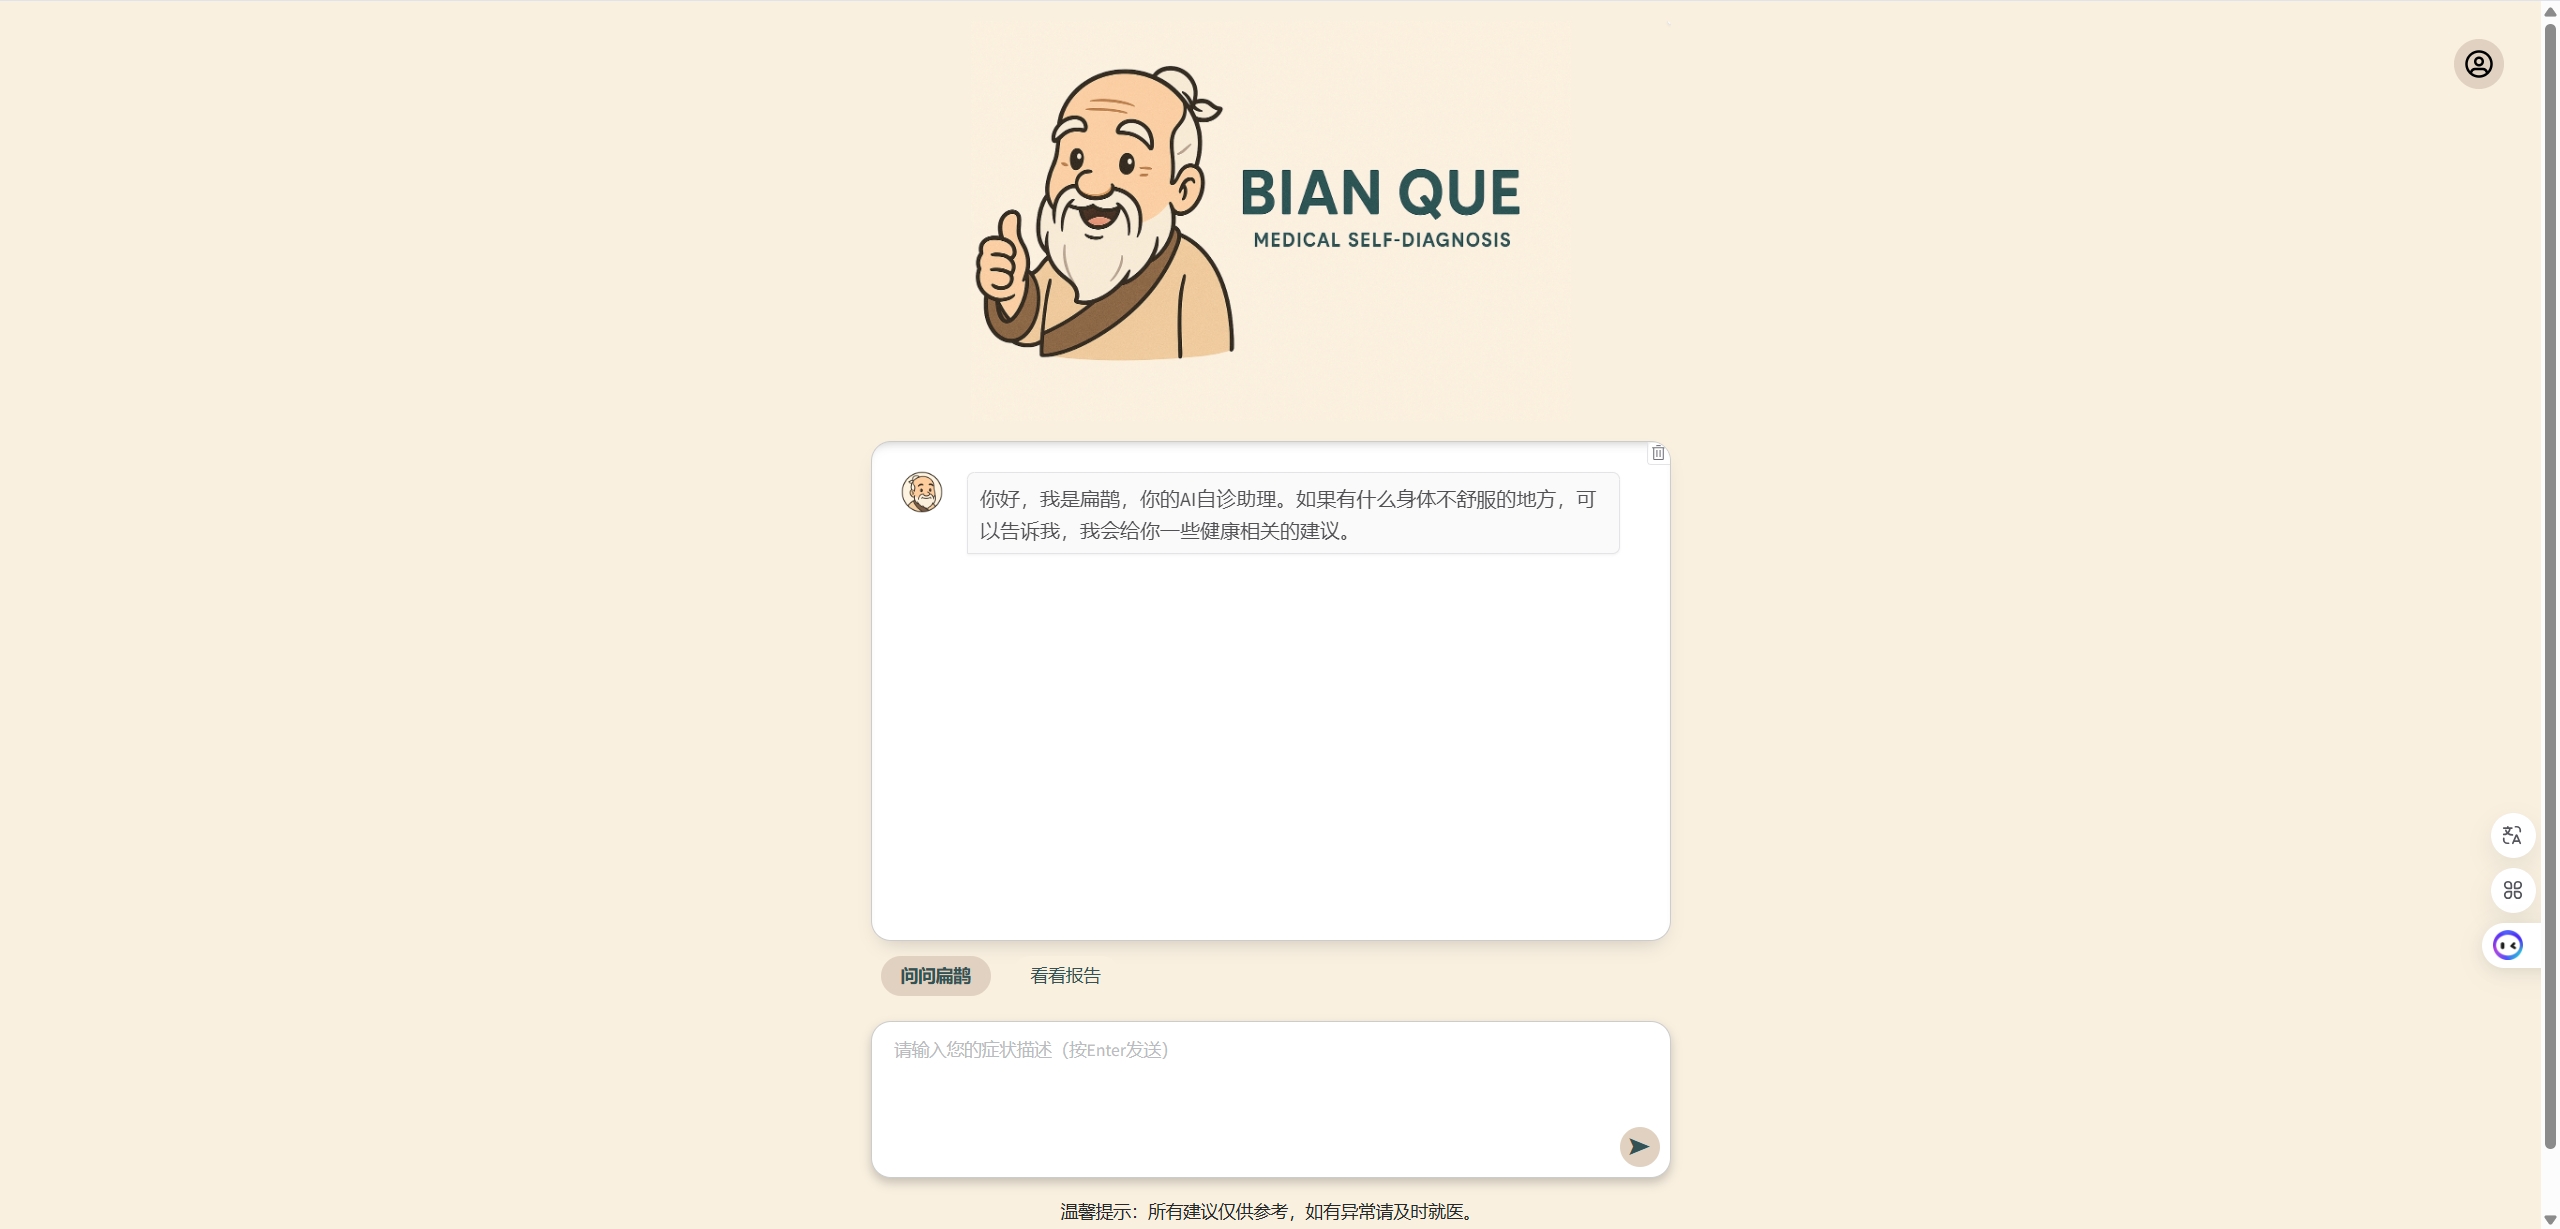 BIAN QUE
MEDICAL SELF-DIAGNOSIS
你好，我是扁鹊，你的AI自诊助理。如果有什么身体不舒服的地方，可
以告诉我，我会给你一些健康相关的建议。
问问扁鹊
看看报告
请输入您的症状描述（按Enter发送）
温馨提示：所有建议仅供参考，如有异常请及时就医。